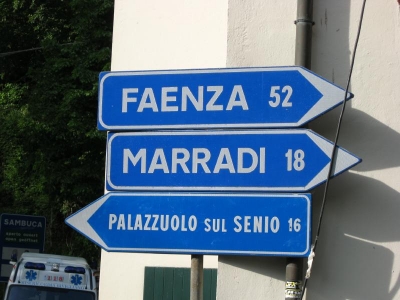 FAENZA 52
MARRADI 18
PALAZZUOLO SUL SENIO 16
SAMBUCA